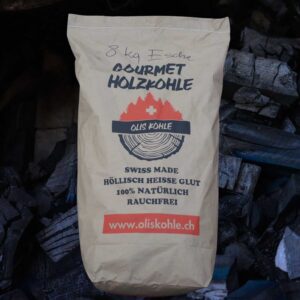 8 kg Esche
GOURMET
HOLZKOHLE
OLIS KOHLE
SWISS MADE
HÖLLISCH HEISSE GLUT
100% NATÜRLICH
RAUCHFREI
www.oliskohle.ch